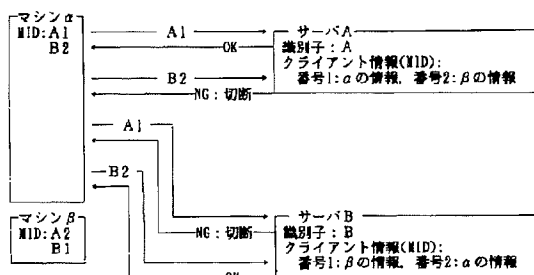 マシンα
MID:A1
B2
A1
OK
B2
NG:切断
A1
B2
サーバA
識別子:A
クライアント情報(MID):
番号1:αの情報, 番号2:βの情報
マシンβ
MID:A2
B1
NG:切断
OK
サーバB
識別子:B
クライアント情報(MID):
番号1:βの情報, 番号2:αの情報